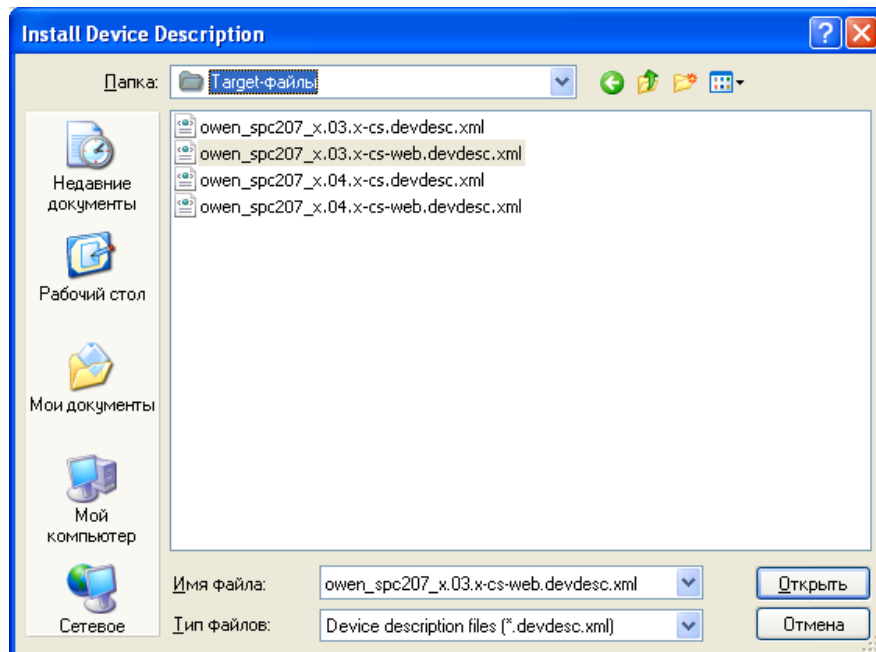 Install Device Description
Папка:
Target-файлы
owen_spc207_x.03.x-cs.devdesc.xml
owen_spc207_x.03.x-cs-web.devdesc.xml
owen_spc207_x.04.x-cs.devdesc.xml
owen_spc207_x.04.x-cs-web.devdesc.xml
Недавние
документы
Рабочий стол
Мои документы
Мой
компьютер
Сетевое
Имя файла:
owen_spc207_x.03.x-cs-web.devdesc.xml
Открыть
Тип файлов:
Device description files (*.devdesc.xml)
Отмена